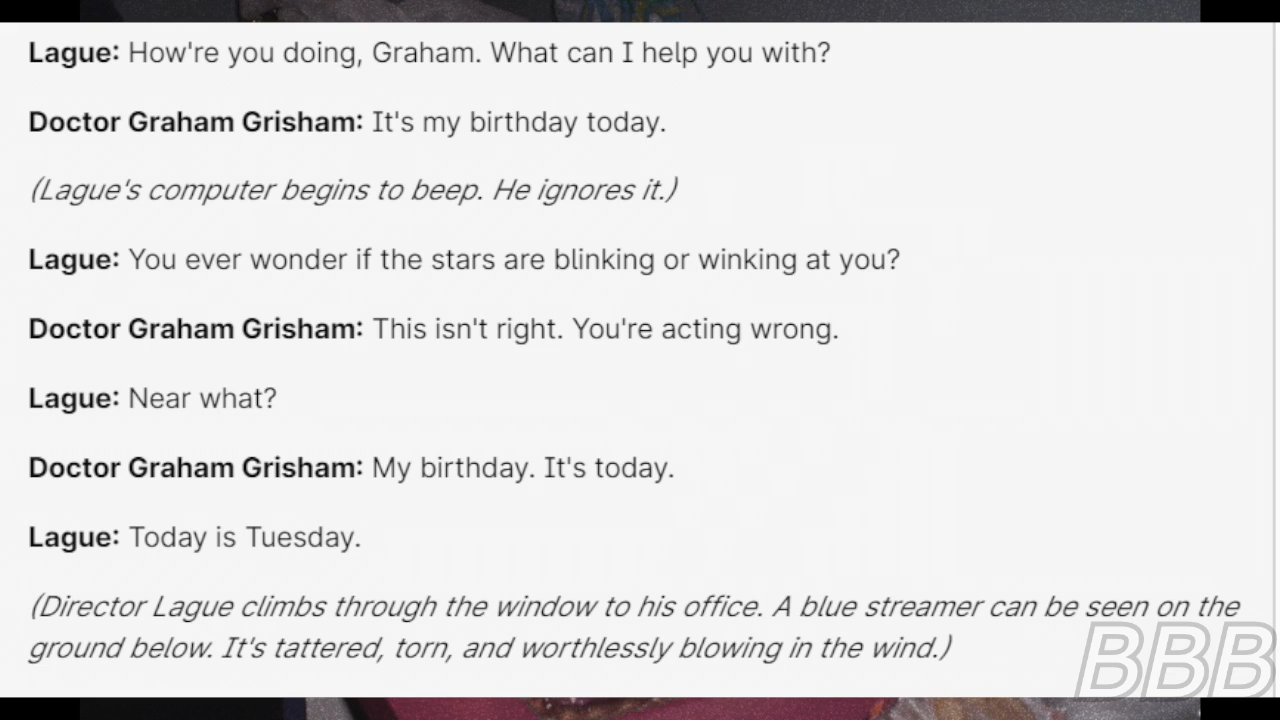 Lague: How're you doing, Graham. What can I help you with?
Doctor Graham Grisham: It's my birthday today.
(Lague's computer begins to beep. He ignores it.)
Lague: You ever wonder if the stars are blinking or winking at you?
Doctor Graham Grisham: This isn't right. You're acting wrong.
Lague: Near what?
Doctor Graham Grisham: My birthday. It's today.
Lague: Today is Tuesday.
(Director Lague climbs through the window to his office. A blue streamer can be seen on the
ground below. It's tattered, torn, and worthlessly blowing in the wind.)
BBB